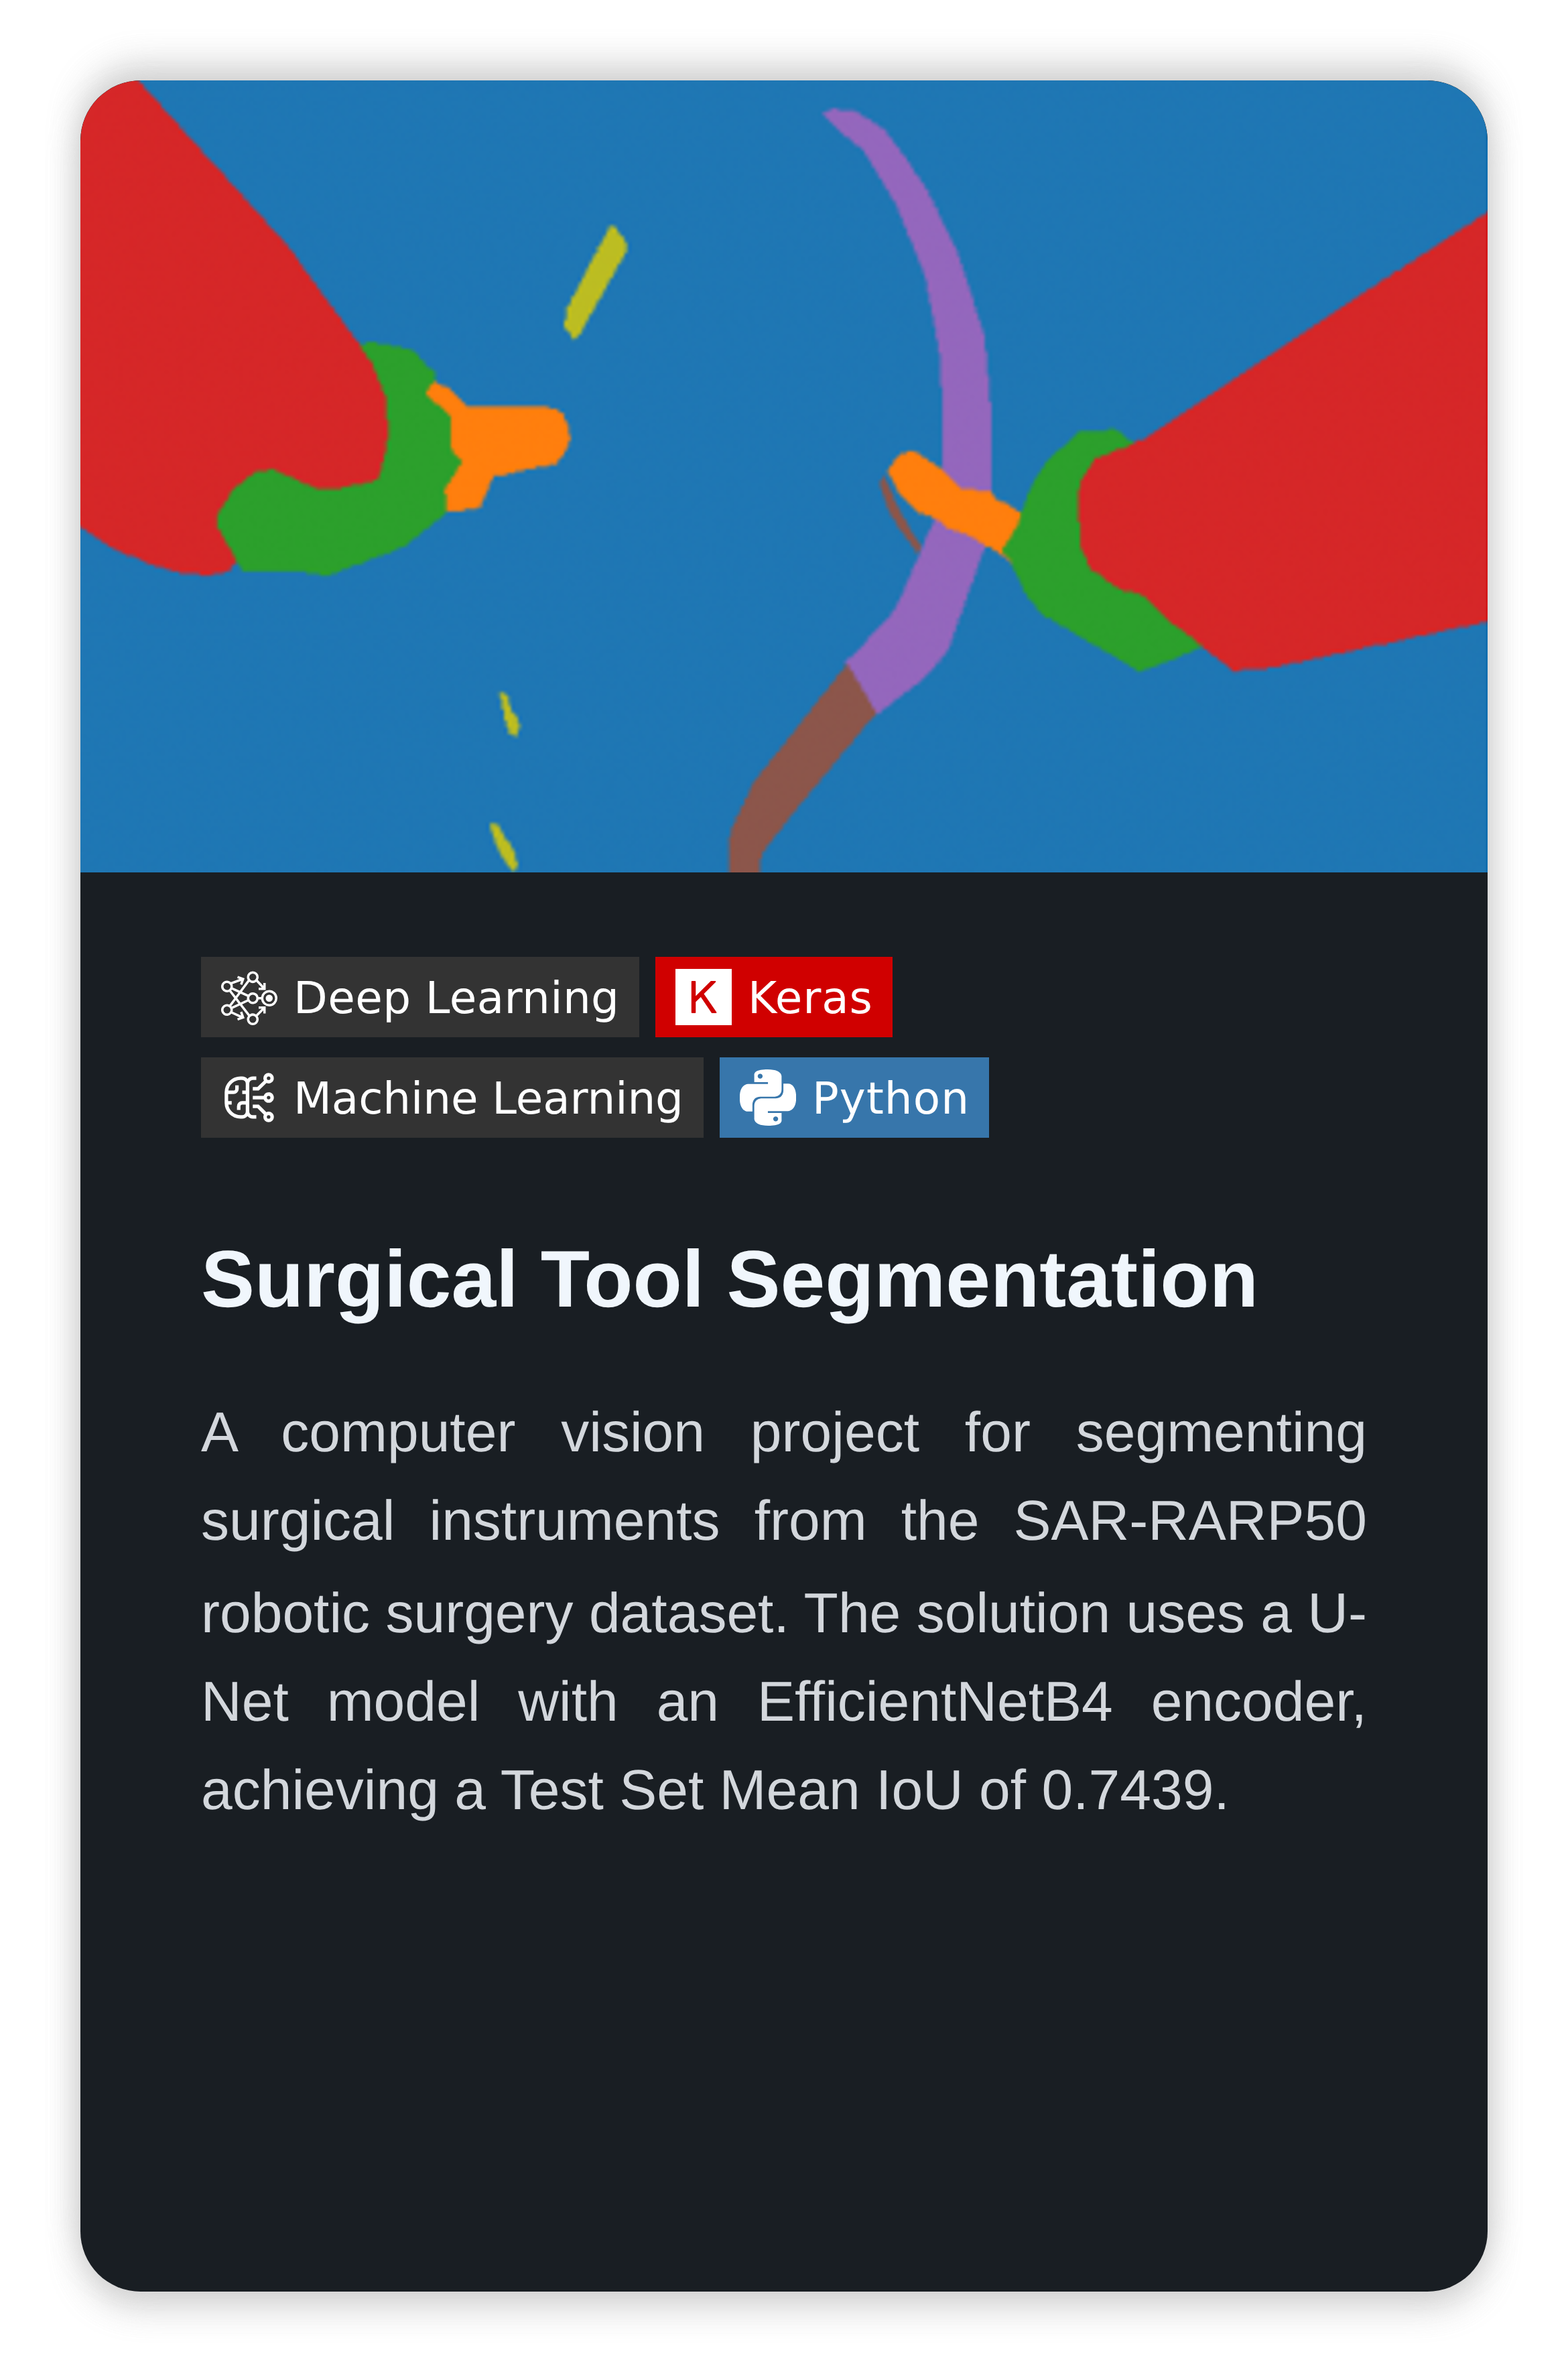 Deep Learning
K Keras
Machine Learning
Python
Surgical Tool Segmentation
A computer vision project for segmenting
surgical instruments from the SAR-RARP50
robotic surgery dataset. The solution uses a U-
Net model with an EfficientNetB4 encoder,
achieving a Test Set Mean IoU of 0.7439.